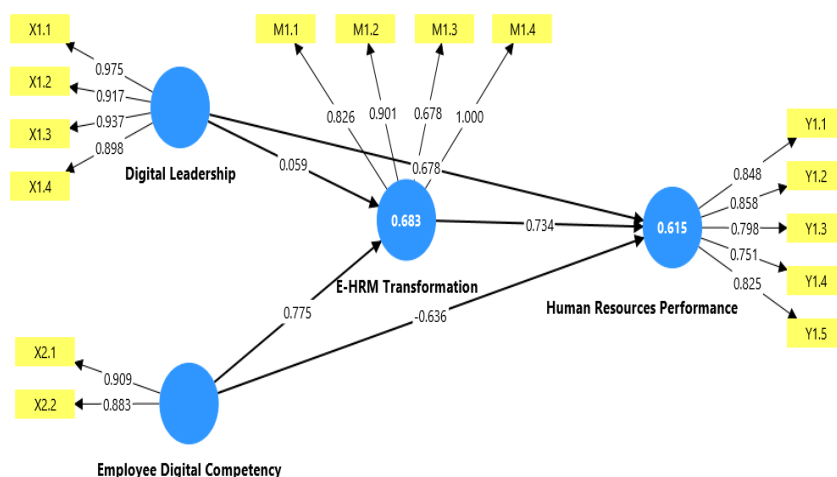 X1.1
X1.2
X1.3
X1.4
0.975
0.917
0.937
0.898
Digital Leadership
M1.1
M1.2
M1.3
M1.4
0.826
0.901
0.678
1.000
0.059
0.678
0.683
E-HRM Transformation
0.734
0.775
-0.636
0.615
Human Resources Performance
0.848
0.858
0.798
0.751
0.825
Y1.1
Y1.2
Y1.3
Y1.4
Y1.5
X2.1
X2.2
0.909
0.883
Employee Digital Competency